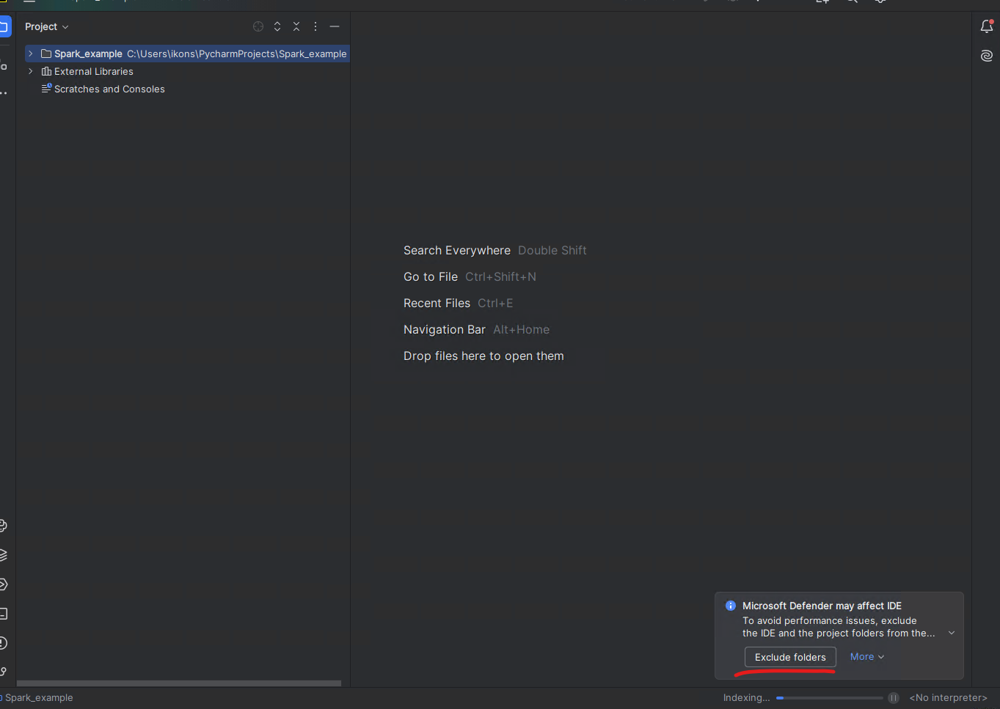 Project
Spark_example C:\Users\ikons\PycharmProjects\Spark_example
External Libraries
Scratches and Consoles
Search Everywhere Double Shift
Go to File Ctrl+Shift+N
Recent Files Ctrl+E
Navigation Bar Alt+Home
Drop files here to open them
Microsoft Defender may affect IDE
To avoid performance issues, exclude
the IDE and the project folders from the...
Exclude folders More
Spark_example Indexing... <No interpreter>